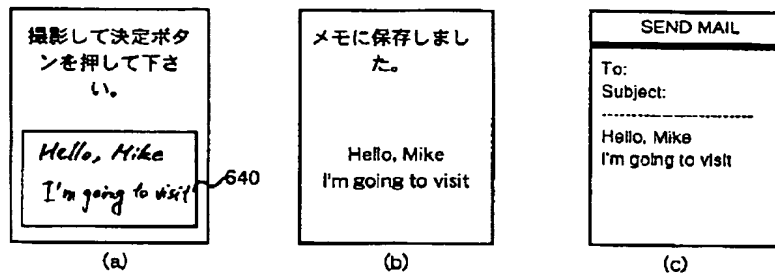 撮影して決定ボタ
ンを押して下さ
い。
Hello, Mike
I'm going to visit
640
(a)
メモに保存しまし
た。
Hello, Mike
I'm going to visit
(b)
SEND MAIL
To:
Subject:
Hello, Mike
I'm going to visit
(c)